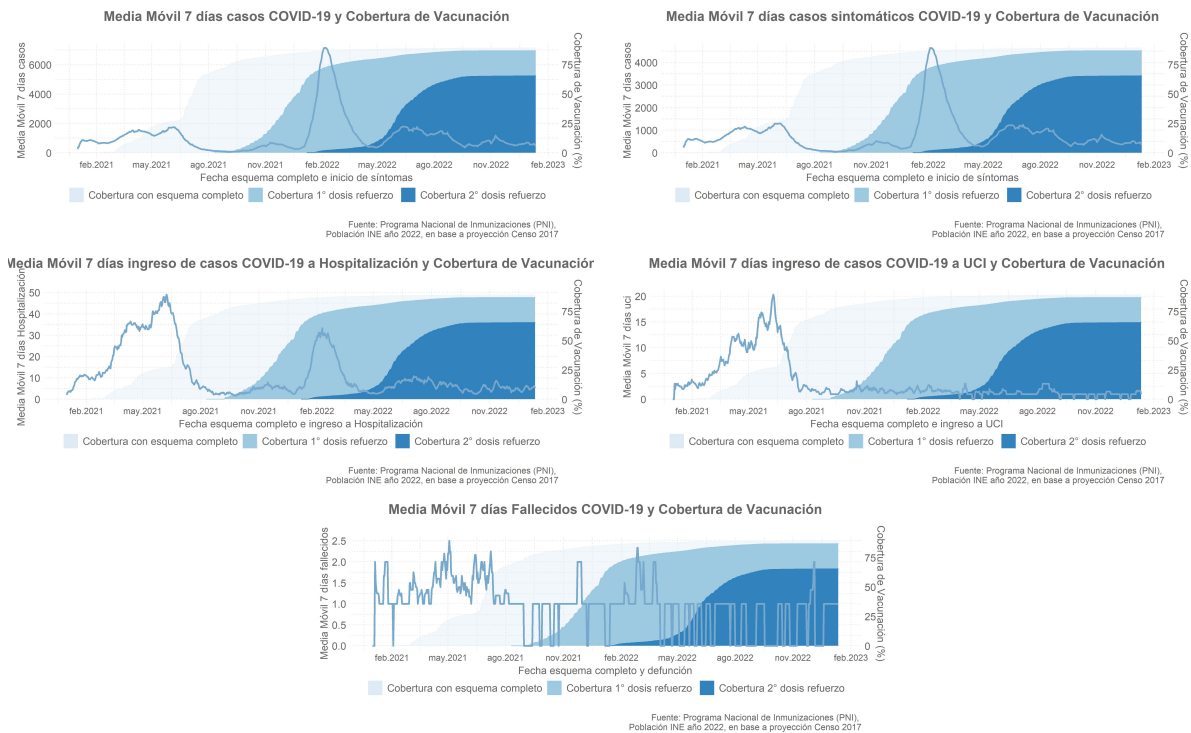 Media Móvil 7 días casos COVID-19 y Cobertura de Vacunación
Media Móvil 7 días casos
Cobertura de Vacunación (%)
6000
4000
2000
0
75
50
25
0
feb.2021 may.2021 ago.2021 nov.2021 feb.2022 may.2022 ago.2022 nov.2022 feb.2023
Fecha esquema completo e inicio de síntomas
Cobertura con esquema completo Cobertura 1° dosis refuerzo Cobertura 2° dosis refuerzo
Fuente: Programa Nacional de Inmunizaciones (PNI),
Población INE año 2022, en base a proyección Censo 2017
Media Móvil 7 días casos sintomáticos COVID-19 y Cobertura de Vacunación
Media Móvil 7 días casos
Cobertura de Vacunación (%)
4000
3000
2000
1000
0
75
50
25
0
feb.2021 may.2021 ago.2021 nov.2021 feb.2022 may.2022 ago.2022 nov.2022 feb.2023
Fecha esquema completo e inicio de síntomas
Cobertura con esquema completo Cobertura 1° dosis refuerzo Cobertura 2° dosis refuerzo
Fuente: Programa Nacional de Inmunizaciones (PNI),
Población INE año 2022, en base a proyección Censo 2017
Media Móvil 7 días ingreso de casos COVID-19 a Hospitalización y Cobertura de Vacunación
Media Móvil 7 días Hospitalización
Cobertura de Vacunación (%)
50
40
30
20
10
0
75
50
25
0
feb.2021 may.2021 ago.2021 nov.2021 feb.2022 may.2022 ago.2022 nov.2022 feb.2023
Fecha esquema completo e ingreso a Hospitalización
Cobertura con esquema completo Cobertura 1° dosis refuerzo Cobertura 2° dosis refuerzo
Fuente: Programa Nacional de Inmunizaciones (PNI),
Población INE año 2022, en base a proyección Censo 2017
Media Móvil 7 días ingreso de casos COVID-19 a UCI y Cobertura de Vacunación
Media Móvil 7 días uci
Cobertura de Vacunación (%)
20
15
10
5
0
75
50
25
0
feb.2021 may.2021 ago.2021 nov.2021 feb.2022 may.2022 ago.2022 nov.2022 feb.2023
Fecha esquema completo e ingreso a UCI
Cobertura con esquema completo Cobertura 1° dosis refuerzo Cobertura 2° dosis refuerzo
Fuente: Programa Nacional de Inmunizaciones (PNI),
Población INE año 2022, en base a proyección Censo 2017
Media Móvil 7 días Fallecidos COVID-19 y Cobertura de Vacunación
Media Móvil 7 días fallecidos
Cobertura de Vacunación (%)
2.5
2.0
1.5
1.0
0.5
0.0
75
50
25
0
feb.2021 may.2021 ago.2021 nov.2021 feb.2022 may.2022 ago.2022 nov.2022 feb.2023
Fecha esquema completo y defunción
Cobertura con esquema completo Cobertura 1° dosis refuerzo Cobertura 2° dosis refuerzo
Fuente: Programa Nacional de Inmunizaciones (PNI),
Población INE año 2022, en base a proyección Censo 2017